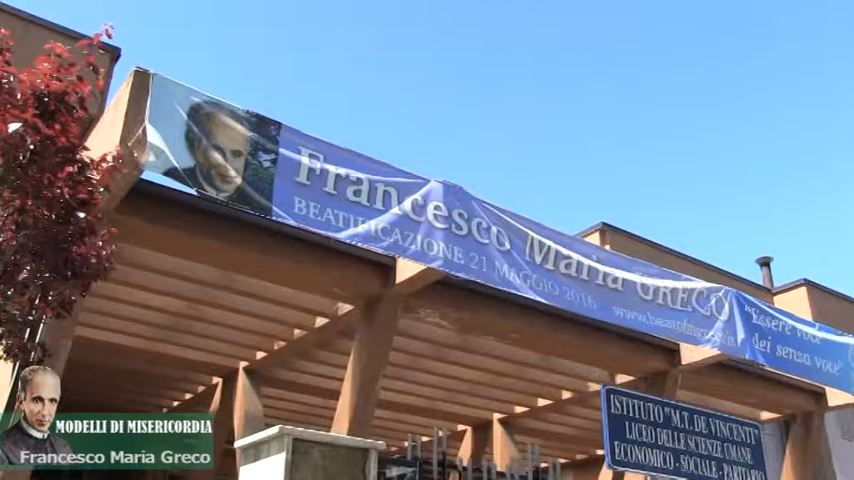 Francesco Maria GRECO
BEATIFICAZIONE 21 MAGGIO 2016
"Essere voce
dei senza voce"
ISTITUTO "M.T. DE VINCENTI"
LICEO DELLE SCIENZE UMANE
ECONOMICO - SOCIALE - PARITARIO
MODELLI DI MISERICORDIA
Francesco Maria Greco